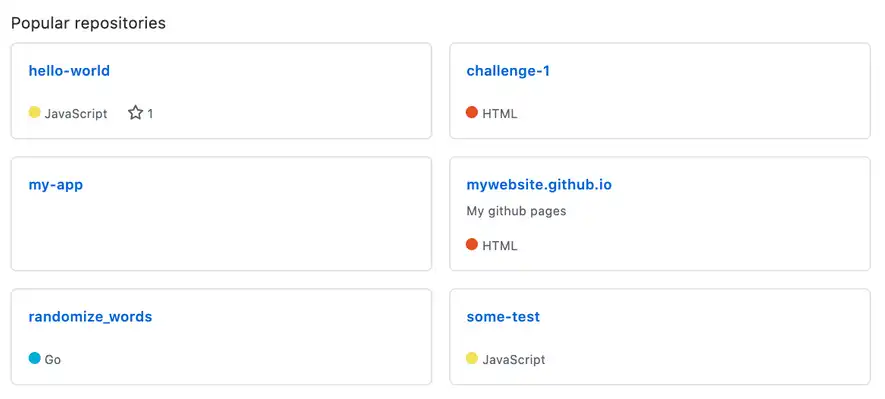 Popular repositories
hello-world
JavaScript 1
challenge-1
HTML
my-app
mywebsite.github.io
My github pages
HTML
randomize_words
Go
some-test
JavaScript